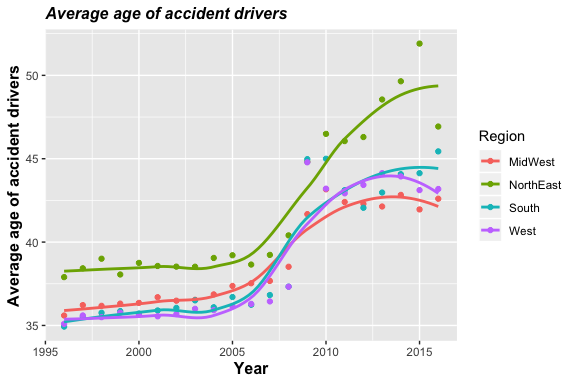 Average age of accident drivers
Average age of accident drivers
50
45
40
35
1995
2000
2005
2010
2015
Year
Region
MidWest
NorthEast
South
West